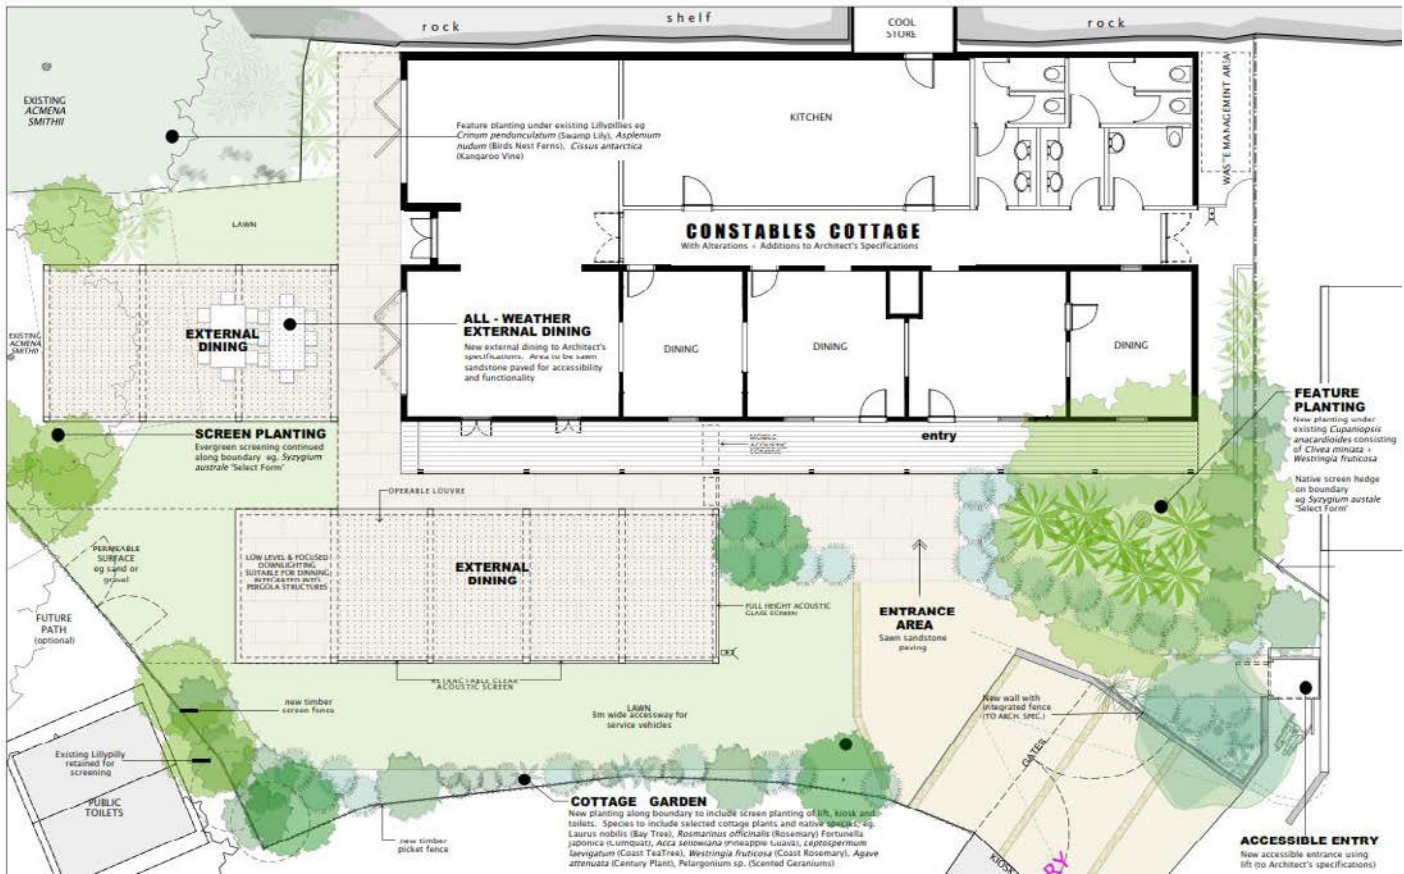 rock
shelf
rock
COOL
STORE
EXISTING
ACMENA
SMITHII
Feature planting under existing Lillypillies eg
Crinum pendunculatum (Swamp Lily), Asplenium
nudum (Birds Nest Ferns), Cissus antarctica
(Kangaroo Vine)
KITCHEN
WASTE MANAGEMENT AREA
LAWN
CONSTABLES COTTAGE
With Alterations + Additions to Architect's Specifications
EXISTING
ACMENA
SMITHII
EXTERNAL
DINING
ALL - WEATHER
EXTERNAL DINING
New external dining to Architect's
specifications. Area to be sawn
sandstone paved for accessibility
and functionality
DINING
DINING
DINING
SCREEN PLANTING
Evergreen screening continued
along boundary eg. Syzygium
australe 'Select Form'
MOBILE
ACOUSTIC
SCREENS
entry
FEATURE
PLANTING
New planting under
existing Cupaniopsis
anacardioides consisting
of Clivea miniata +
Westringia fruticosa
Native screen hedge
on boundary
eg Syzygium austale
'Select Form'
OPERABLE LOUVRE
PERMEABLE
SURFACE
eg sand or
gravel
LOW LEVEL & FOCUSED
DOWNLIGHTING
SUITABLE FOR DINNING
INTEGRATED INTO
PERGOLA STRUCTURES
EXTERNAL
DINING
FULL HEIGHT ACOUSTIC
GLASS SCREEN
ENTRANCE
AREA
Sawn sandstone
paving
FUTURE
PATH
(optional)
RETRACTABLE CLEAR
ACOUSTIC SCREEN
new timber
screen fence
LAWN
3m wide accessway for
service vehicles
New wall with
integrated fence
(TO ARCH. SPEC.)
GATES
Existing Lillypilly
retained for
screening
PUBLIC
TOILETS
new timber
picket fence
COTTAGE GARDEN
New planting along boundary to include screen planting of lift, kiosk and
toilets. Species to include selected cottage plants and native species, eg.
Laurus nobilis (Bay Tree), Rosmarinus officinalis (Rosemary) Fortunella
japonica (Cumquat), Acca sellowiana (Pineapple Guava), Leptospermum
laevigatum (Coast TeaTree), Westringia fruticosa (Coast Rosemary), Agave
attenuata (Century Plant), Pelargonium sp. (Scented Geraniums)
KIOSK
RY
ACCESSIBLE ENTRY
New accessible entrance using
lift (to Architect's specifications)